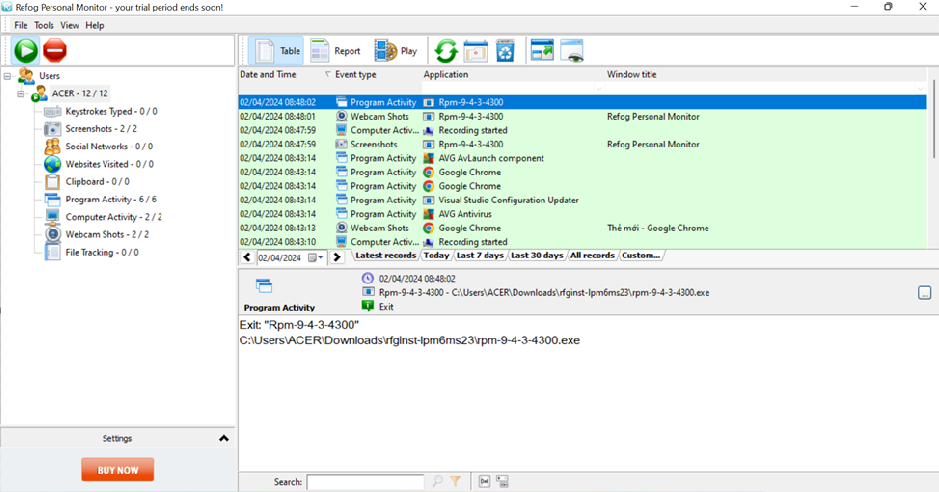 Refog Personal Monitor - your trial period ends soon!
File Tools View Help
Table Report Play
Users
ACER - 12 / 12
Keystrokes Typed - 0 / 0
Screenshots - 2 / 2
Social Networks - 0 / 0
Websites Visited - 0 / 0
Clipboard - 0 / 0
Program Activity - 6 / 6
Computer Activity - 2 / 2
Webcam Shots - 2 / 2
File Tracking - 0 / 0
Date and Time Event type Application Window title
02/04/2024 08:48:02 Program Activity Rpm-9-4-3-4300
02/04/2024 08:48:01 Webcam Shots Rpm-9-4-3-4300 Refog Personal Monitor
02/04/2024 08:47:59 Computer Activ... Recording started
02/04/2024 08:47:59 Screenshots Rpm-9-4-3-4300 Refog Personal Monitor
02/04/2024 08:43:14 Program Activity AVG AvLaunch component
02/04/2024 08:43:14 Program Activity Google Chrome
02/04/2024 08:43:14 Program Activity Google Chrome
02/04/2024 08:43:14 Program Activity Visual Studio Configuration Updater
02/04/2024 08:43:14 Program Activity AVG Antivirus
02/04/2024 08:43:13 Webcam Shots Google Chrome Thẻ mới - Google Chrome
02/04/2024 08:43:10 Computer Activ... Recording started
02/04/2024 Latest records Today Last 7 days Last 30 days All records Custom...
02/04/2024 08:48:02
Rpm-9-4-3-4300 - C:\Users\ACER\Downloads\rfginst-lpm6ms23\rpm-9-4-3-4300.exe
Program Activity Exit
Exit: "Rpm-9-4-3-4300"
C:\Users\ACER\Downloads\rfginst-lpm6ms23\rpm-9-4-3-4300.exe
Settings
BUY NOW
Search: